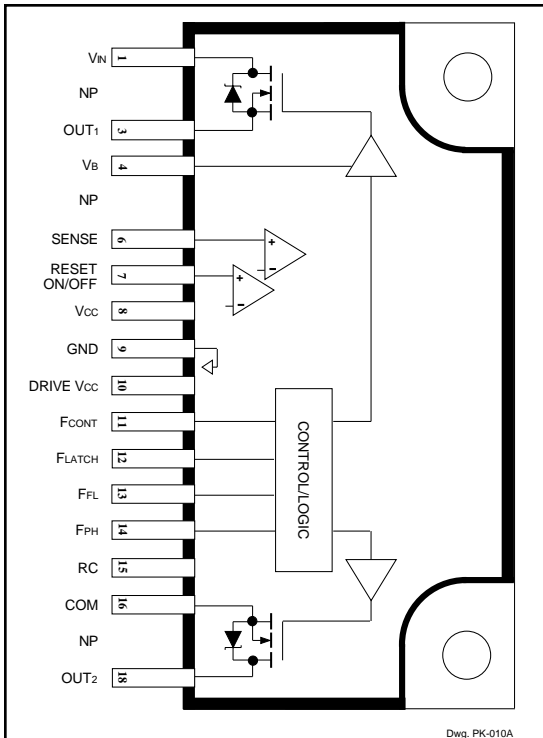 VIN 1
NP
OUT1 3
VB 4
NP
SENSE 6
RESET
ON/OFF 7
VCC 8
GND 9
DRIVE VCC 10
FCONT 11
FLATCH 12
FFL 13
FPH 14
RC 15
COM 16
NP
OUT2 18
+
−
+
−
CONTROL/LOGIC
Dwg. PK-010A